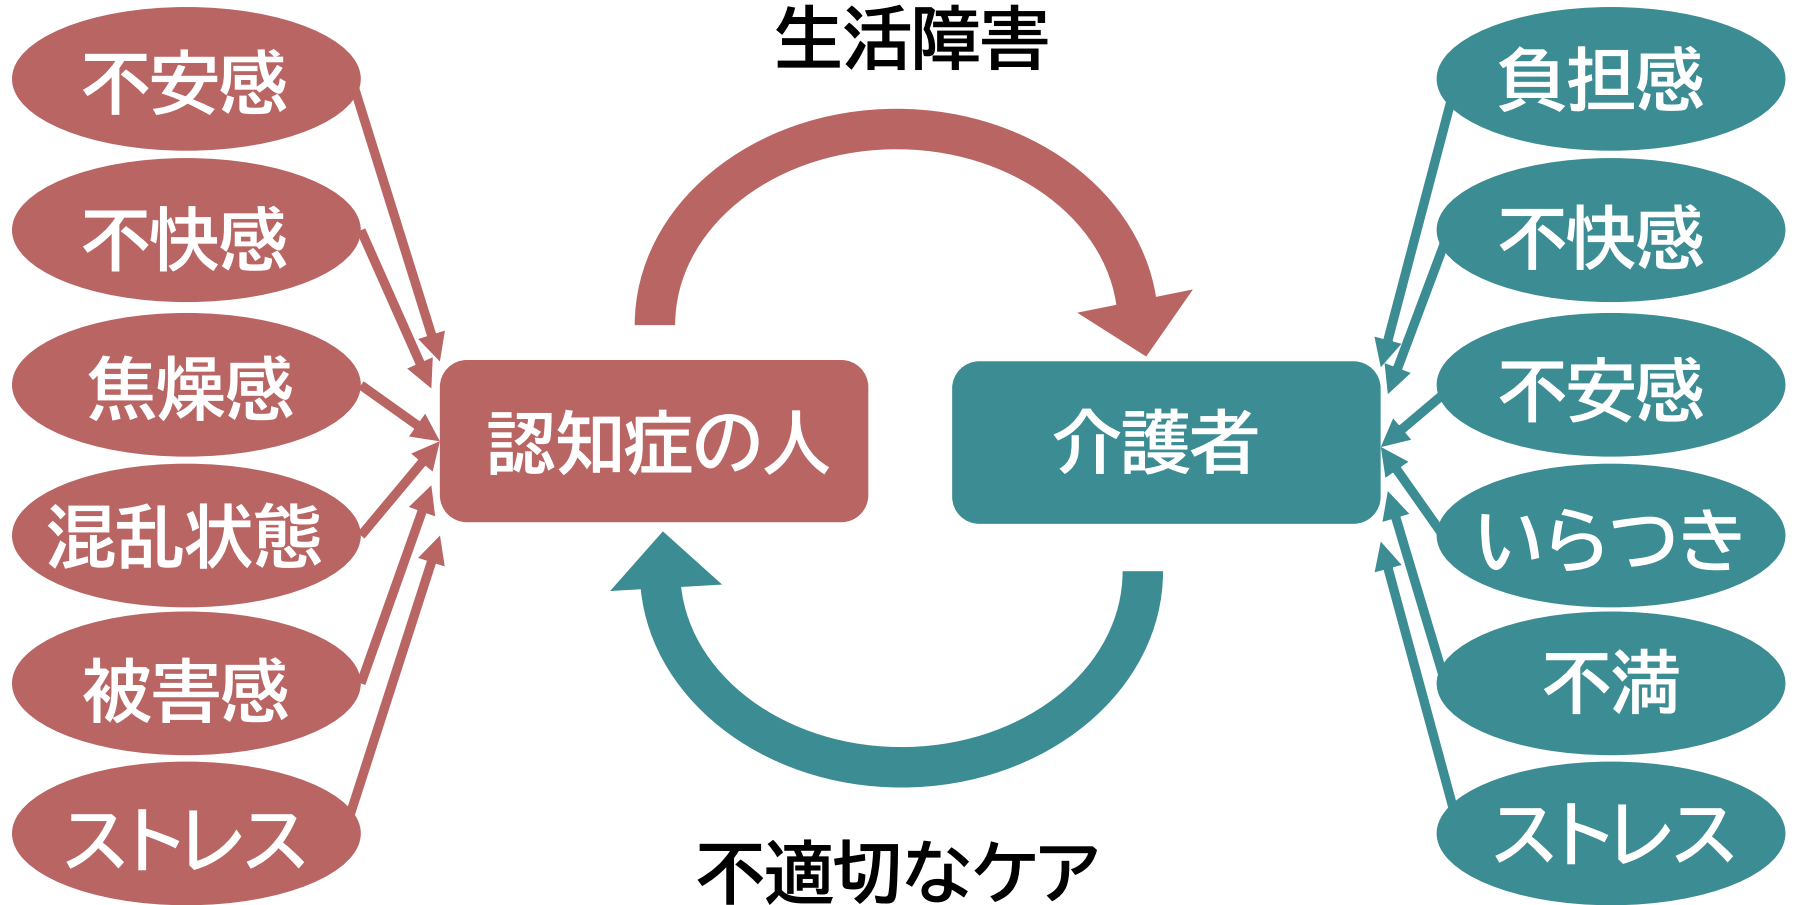 生活障害
不安感
不快感
焦燥感
混乱状態
被害感
ストレス
認知症の人
介護者
負担感
不快感
不安感
いらつき
不満
ストレス
不適切なケア